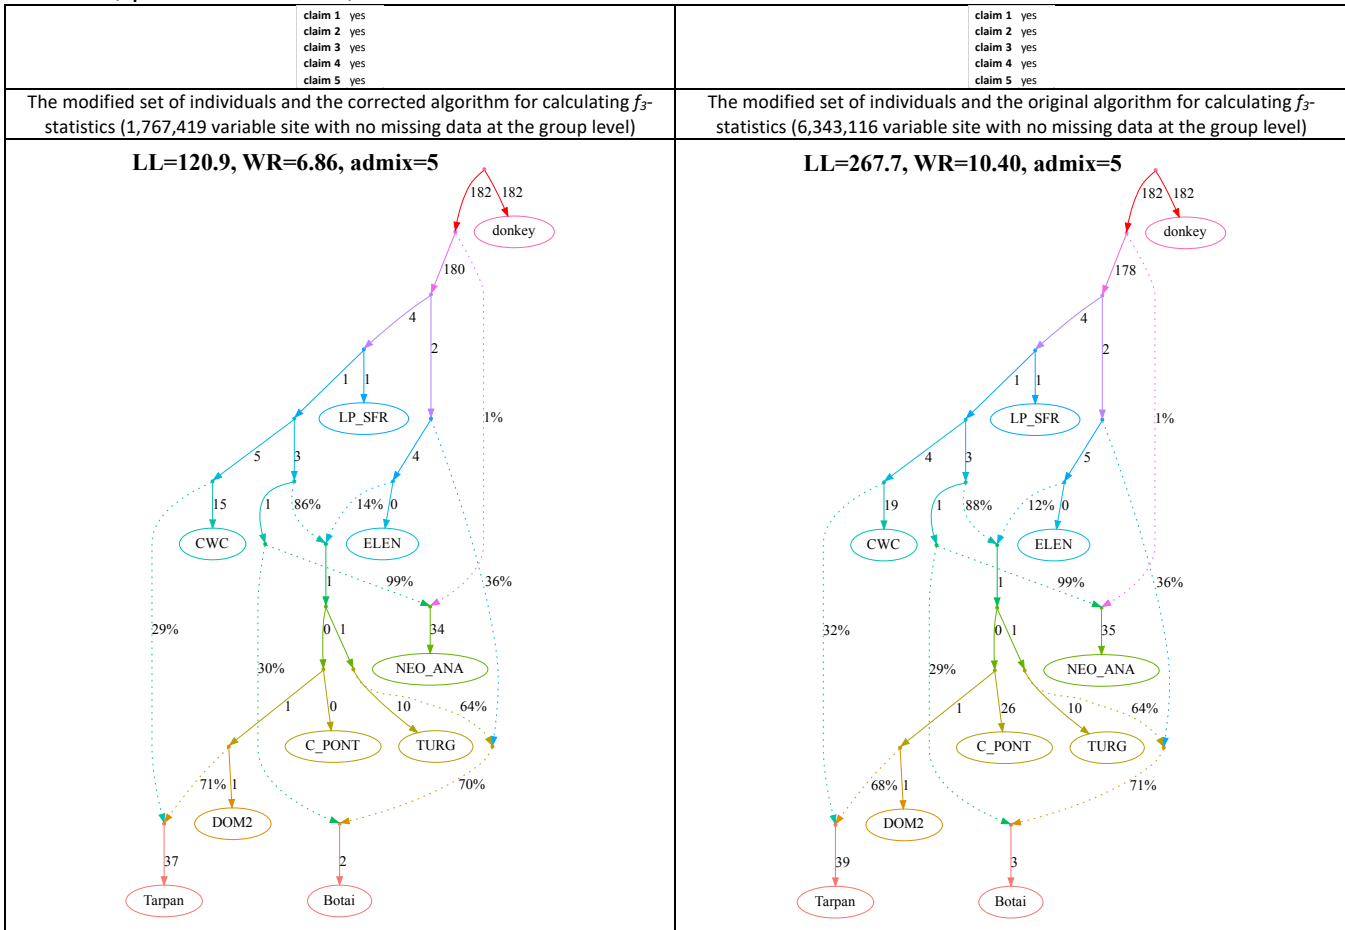 claim 1 yes
claim 2 yes
claim 3 yes
claim 4 yes
claim 5 yes
The modified set of individuals and the corrected algorithm for calculating f3-
statistics (1,767,419 variable site with no missing data at the group level)
LL=120.9, WR=6.86, admix=5
182 182
donkey
180
4
2
1 1
LP_SFR
1%
5 3 4
15 1 86% 14% 0
CWC ELEN
1 99% 36%
29% 0 1 34
30% NEO_ANA
1 0 10 64%
C_PONT TURG
71% 1 70%
DOM2
37 2
Tarpan Botai
claim 1 yes
claim 2 yes
claim 3 yes
claim 4 yes
claim 5 yes
The modified set of individuals and the original algorithm for calculating f3-
statistics (6,343,116 variable site with no missing data at the group level)
LL=267.7, WR=10.40, admix=5
182 182
donkey
178
4
2
1 1
LP_SFR
1%
4 3 5
19 1 88% 12% 0
CWC ELEN
1 99% 36%
32% 0 1 35
29% NEO_ANA
1 26 10 64%
C_PONT TURG
68% 1 71%
DOM2
39 3
Tarpan Botai